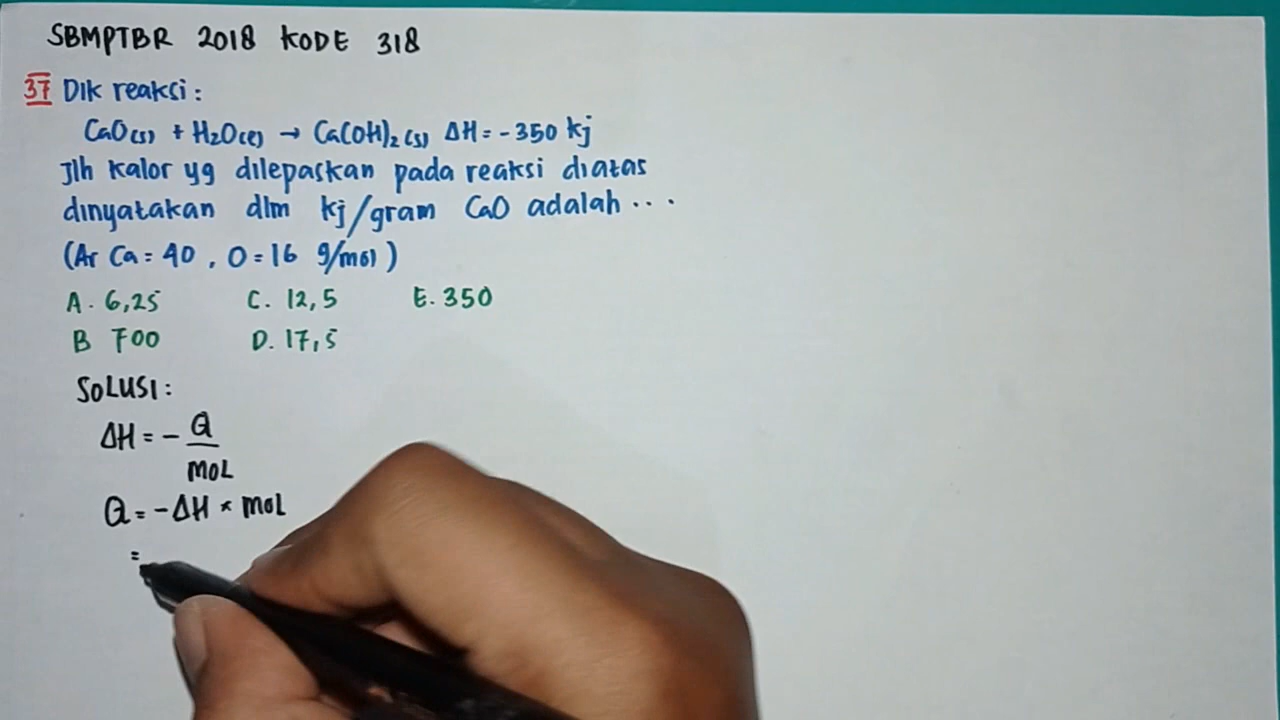 SBMPTBR 2018 KODE 318
37 Dik reaksi:
CaO(s) + H₂O(l) → Ca(OH)₂(s) ΔH = -350 kj
Jlh kalor yg dilepaskan pada reaksi diatas
dinyatakan dlm kj/gram CaO adalah ...
(Ar Ca = 40, O = 16 g/mol)
A. 6,25 C. 12,5 E. 350
B 700 D. 17,5
SOLUSI:
ΔH = - Q
MOL
Q = -ΔH × MOL
=